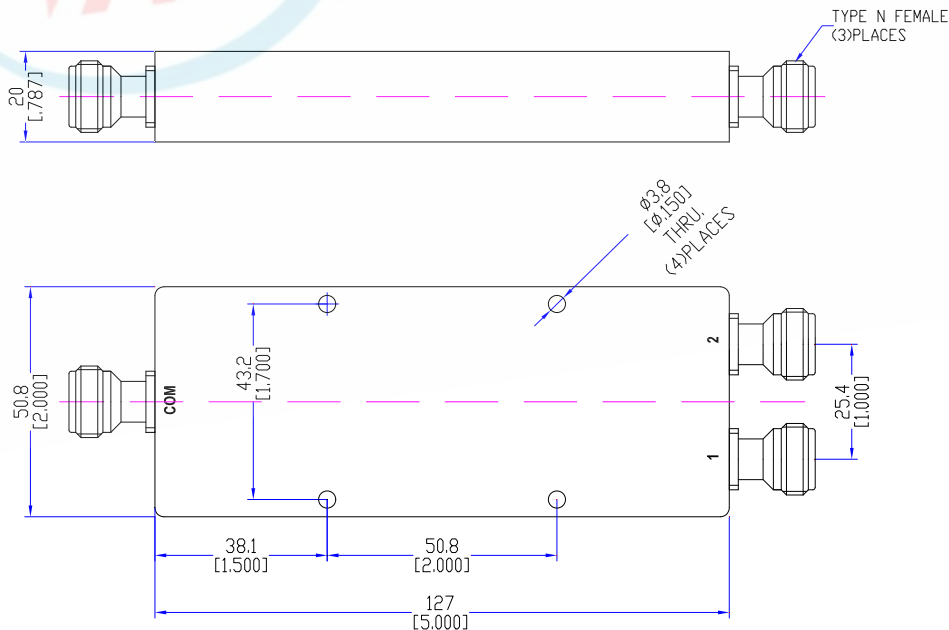 TYPE N FEMALE
(3)PLACES
20
[.787]
Ø3.8
[Ø.150]
THRU.
(4)PLACES
50.8
[2.000]
COM
43.2
[1.700]
2
1
25.4
[1.000]
38.1
[1.500]
50.8
[2.000]
127
[5.000]